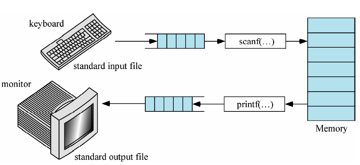 keyboard
scanf(…)
standard input file
monitor
printf(…)
Memory
standard output file